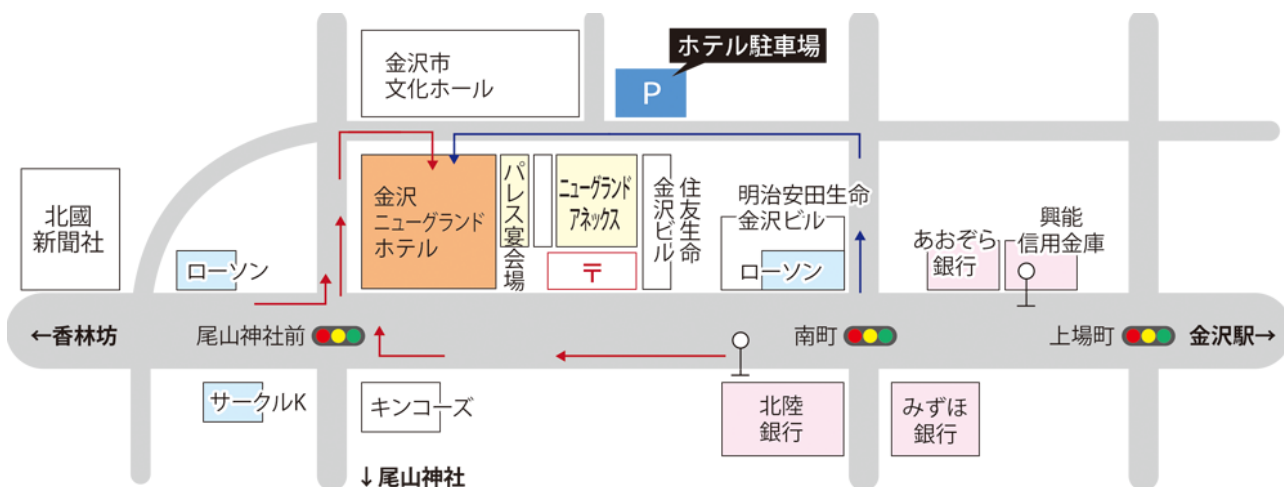 金沢市
文化ホール
ホテル駐車場
P
北國
新聞社
ローソン
金沢
ニューグランド
ホテル
パレス宴会場
ニューグランド
アネックス
〒
住友生命
金沢ビル
明治安田生命
金沢ビル
ローソン
あおぞら
銀行
興能
信用金庫
←香林坊
尾山神社前
南町
上場町
金沢駅→
サークルK
キンコーズ
北陸
銀行
みずほ
銀行
↓尾山神社